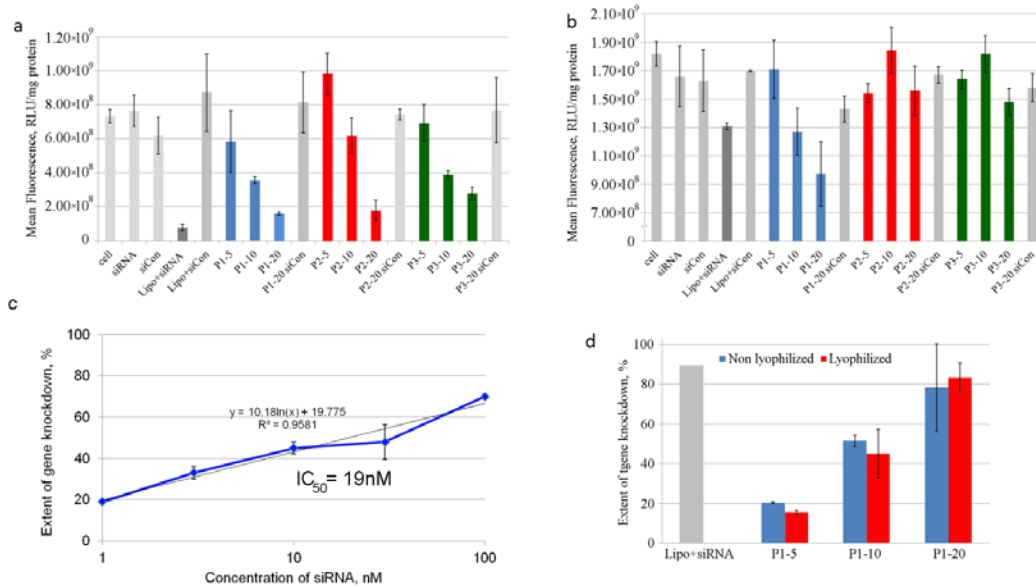 a
Mean Fluorescence, RLU/mg protein
1.20×10⁹
1.00×10⁹
8.00×10⁸
6.00×10⁸
4.00×10⁸
2.00×10⁸
0
cell
siRNA
siCon
Lipo+siRNA
Lipo+siCon
P1-5
P1-10
P1-20
P1-20 siCon
P2-5
P2-10
P2-20
P2-20 siCon
P3-5
P3-10
P3-20
P3-20 siCon
b
Mean Fluorescence, RLU/mg protein
2.10×10⁹
1.90×10⁹
1.70×10⁹
1.50×10⁹
1.30×10⁹
1.10×10⁹
9.00×10⁸
7.00×10⁸
0
cell
siRNA
siCon
Lipo+siRNA
Lipo+siCon
P1-5
P1-10
P1-20
P1-20 siCon
P2-5
P2-10
P2-20
P2-20 siCon
P3-5
P3-10
P3-20
P3-20 siCon
c
Extent of gene knockdown, %
100
80
60
40
20
0
y = 10.18ln(x) + 19.775
R² = 0.9581
IC₅₀= 19nM
1
10
100
Concentration of siRNA, nM
d
Extent of tgene knockdown, %
100
80
60
40
20
0
Non lyophilized
Lyophilized
Lipo+siRNA
P1-5
P1-10
P1-20